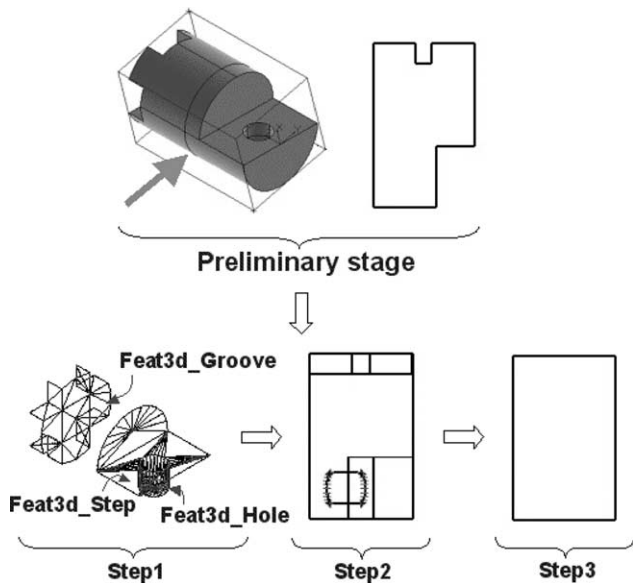 Preliminary stage
Feat3d_Groove
Feat3d_Step
Feat3d_Hole
Step1
Step2
Step3